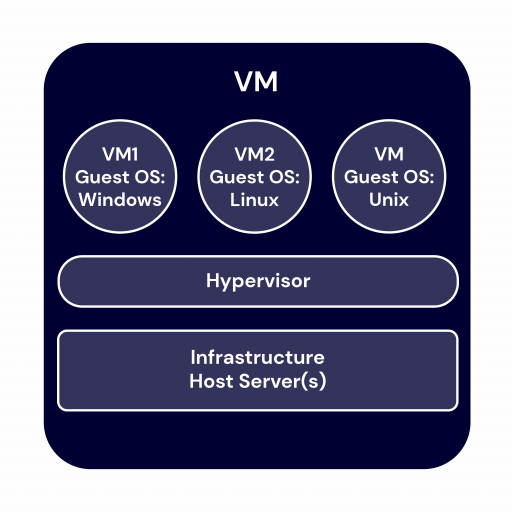 VM
VM1
Guest OS:
Windows
VM2
Guest OS:
Linux
VM
Guest OS:
Unix
Hypervisor
Infrastructure
Host Server(s)